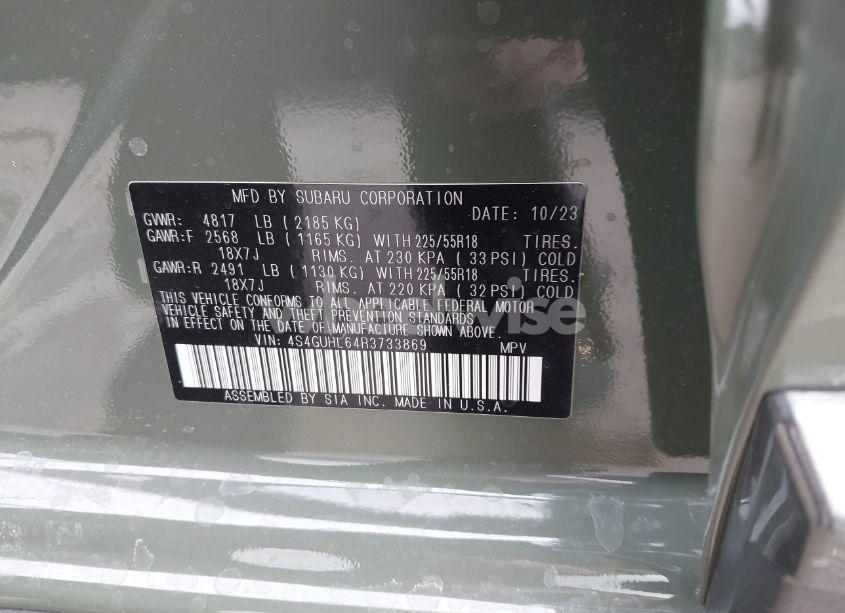 MFD BY SUBARU CORPORATION
DATE: 10/23
GVWR: 4817 LB ( 2185 KG)
GAWR:F 2568 LB ( 1165 KG) WITH 225/55R18 TIRES.
18X7J RIMS. AT 230 KPA ( 33 PSI) COLD
GAWR:R 2491 LB ( 1130 KG) WITH 225/55R18 TIRES.
18X7J RIMS. AT 220 KPA ( 32 PSI) COLD
THIS VEHICLE CONFORMS TO ALL APPLICABLE FEDERAL MOTOR
VEHICLE SAFETY AND THEFT PREVENTION STANDARDS
IN EFFECT ON THE DATE OF MANUFACTURE SHOWN ABOVE.
VIN: 4S4GUHL64R3733869 MPV
ASSEMBLED BY SIA INC. MADE IN U.S.A.